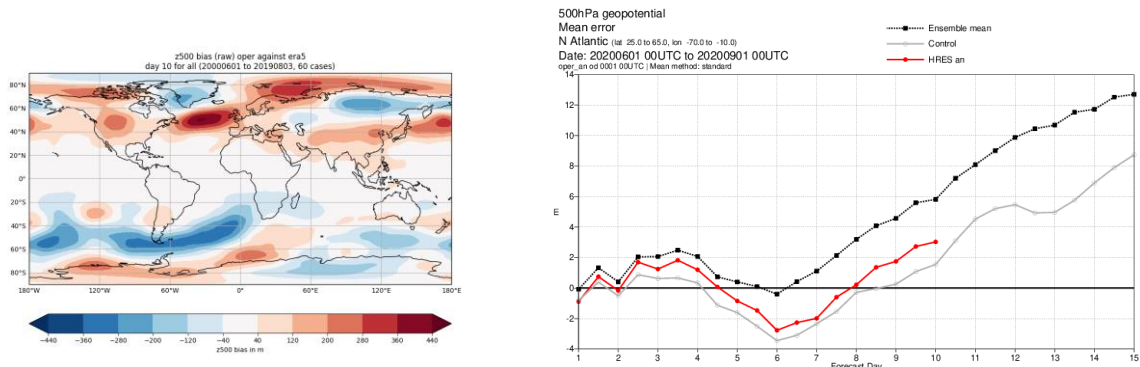 z500 bias (raw) oper against era5
day 10 for all (20000601 to 20190803, 60 cases)
80°N
60°N
40°N
20°N
0°
20°S
40°S
60°S
80°S
180°W 120°W 60°W 0° 60°E 120°E 180°E
−440 −360 −280 −200 −120 −40 40 120 200 280 360 440
z500 bias in m
500hPa geopotential
Mean error
N Atlantic (lat 25.0 to 65.0, lon -70.0 to -10.0)
Date: 20200601 00UTC to 20200901 00UTC
oper_an od 0001 00UTC | Mean method: standard
Ensemble mean
Control
HRES an
14
12
10
8
6
4
2
0
-2
-4
m
1 2 3 4 5 6 7 8 9 10 11 12 13 14 15
Forecast Day